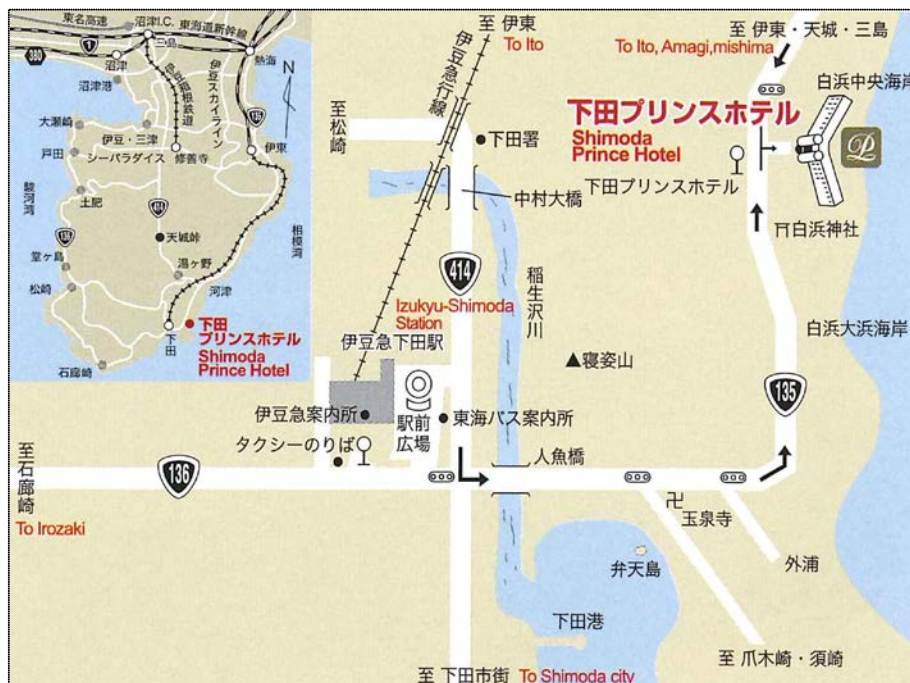 東名高速
沼津I.C.
東海道新幹線
1
380
三島
沼津
熱海
沼津港
伊豆箱根鉄道
伊豆スカイライン
N
135
大瀬崎
伊豆・三津
シーパラダイス
修善寺
伊東
戸田
駿河湾
土肥
414
136
天城峠
相模湾
堂ヶ島
湯ヶ野
松崎
河津
下田
下田
プリンスホテル
Shimoda
Prince Hotel
石廊崎
至 伊東
To Ito
伊豆急行線
至松崎
下田署
中村大橋
414
稲生沢川
Izukyu-Shimoda
Station
伊豆急下田駅
寝姿山
伊豆急案内所
駅前
広場
東海バス案内所
タクシーのりば
人魚橋
至石廊崎
To Irozaki
136
玉泉寺
外浦
弁天島
下田港
至 爪木崎・須崎
至 下田市街 To Shimoda city
至 伊東・天城・三島
To Ito, Amagi,mishima
白浜中央海岸
下田プリンスホテル
Shimoda
Prince Hotel
P
下田プリンスホテル
白浜神社
白浜大浜海岸
135